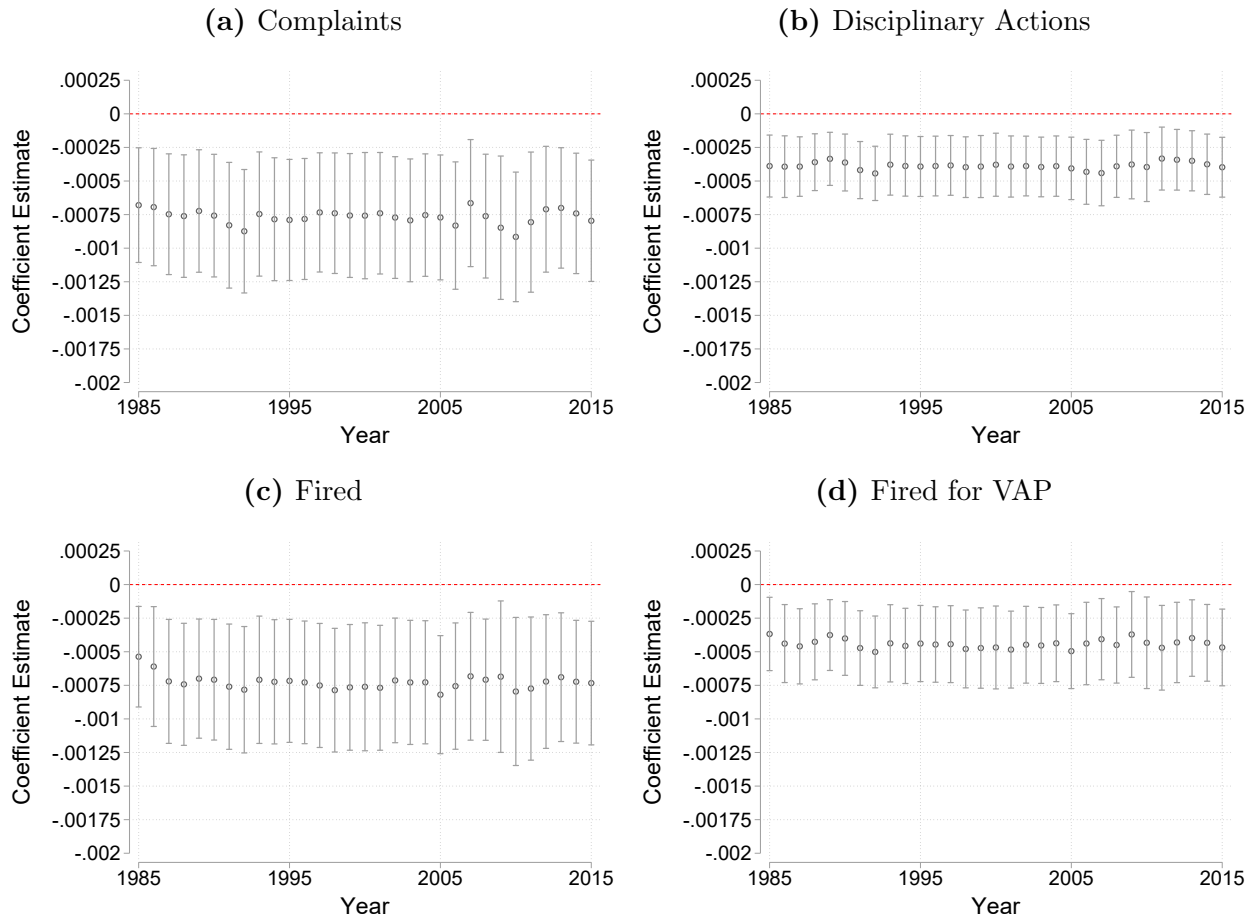 (a) Complaints
.00025
0
-.00025
-.0005
-.00075
-.001
-.00125
-.0015
-.00175
-.002
Coefficient Estimate
1985 1995 2005 2015
Year
(b) Disciplinary Actions
.00025
0
-.00025
-.0005
-.00075
-.001
-.00125
-.0015
-.00175
-.002
Coefficient Estimate
1985 1995 2005 2015
Year
(c) Fired
.00025
0
-.00025
-.0005
-.00075
-.001
-.00125
-.0015
-.00175
-.002
Coefficient Estimate
1985 1995 2005 2015
Year
(d) Fired for VAP
.00025
0
-.00025
-.0005
-.00075
-.001
-.00125
-.0015
-.00175
-.002
Coefficient Estimate
1985 1995 2005 2015
Year